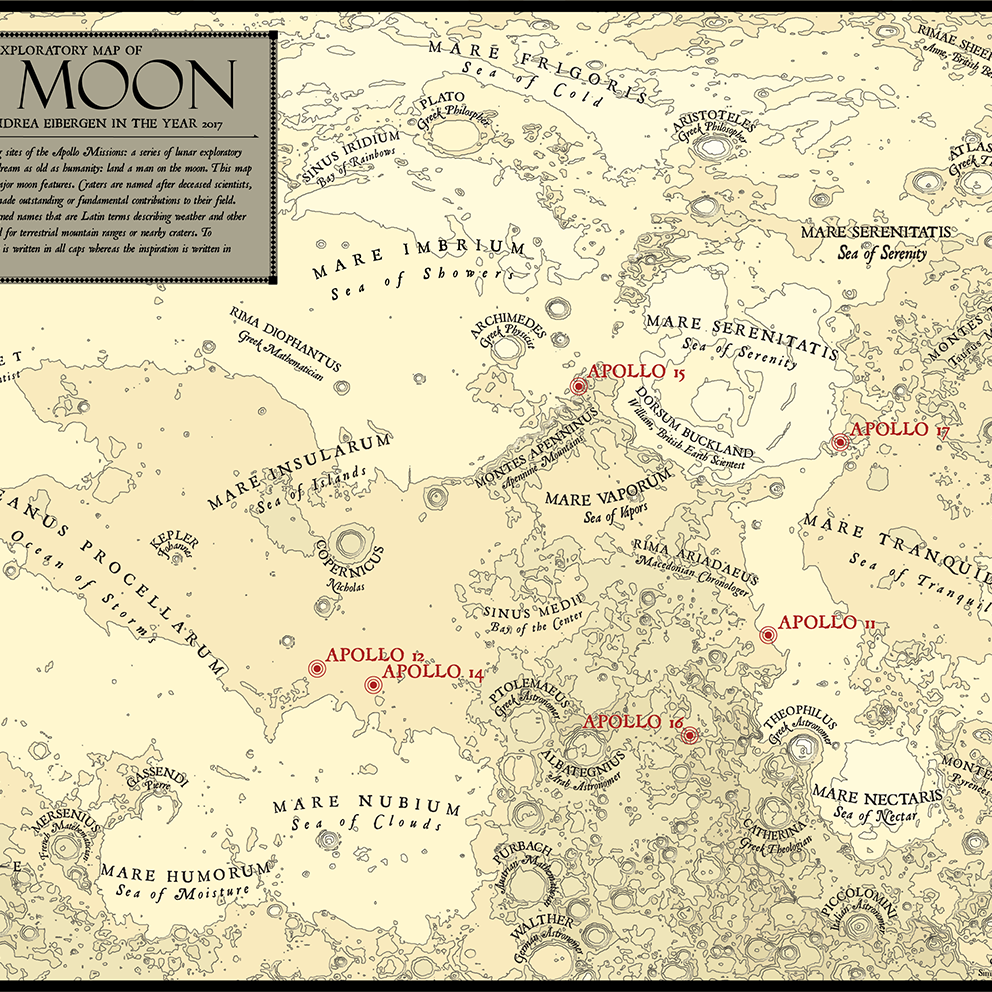 XPLORATORY MAP OF
MOON
NDREA EIBERGEN IN THE YEAR 2017
g sites of the Apollo Missions: a series of lunar exploratory
dream as old as humanity: land a man on the moon. This map
ajor moon features. Craters are named after deceased scientists,
made outstanding or fundamental contributions to their field.
ned names that are Latin terms describing weather and other
d for terrestrial mountain ranges or nearby craters. To
is written in all caps whereas the inspiration is written in
MARE FRIGORIS
Sea of Cold
RIMAE SHEEP
Anne, British Be
PLATO
Greek Philosopher
SINUS IRIDIUM
Bay of Rainbows
ARISTOTELES
Greek Philosopher
ATLAS
Greek T
MARE SERENITATIS
Sea of Serenity
MARE IMBRIUM
Sea of Showers
RIMA DIOPHANTUS
Greek Mathematician
ARCHIMEDES
Greek Physicist
MARE SERENITATIS
Sea of Serenity
MONTES T
Taurus M
ET
ntist
APOLLO 15
DORSUM BUCKLAND
William, British Earth Scientest
APOLLO 17
MONTES APENNINUS
Apennine Mountains
MARE INSULARUM
Sea of Islands
MARE VAPORUM
Sea of Vapors
EANUS PROCELLARUM
Ocean of Storms
KEPLER
Johannes
COPERNICUS
Nicholas
RIMA ARIADAEUS
Macedonian Chronologer
MARE TRANQUIL
Sea of Tranquil
SINUS MEDII
Bay of the Center
APOLLO 11
APOLLO 12
APOLLO 14
PTOLEMAEUS
Greek Astronomer
APOLLO 16
THEOPHILUS
Greek Astronomer
ALBATEGNIUS
Arab Astronomer
GASSENDI
Pierre
MONTE
Pyrenees
MARE NUBIUM
Sea of Clouds
MARE NECTARIS
Sea of Nectar
MERSENIUS
French Mathematician
CATHERINA
Greek Theologian
E
MARE HUMORUM
Sea of Moisture
PURBACH
Austrian Mathematician
PICCOLOMINI
Italian Astronomer
WALTHER
German Astronomer